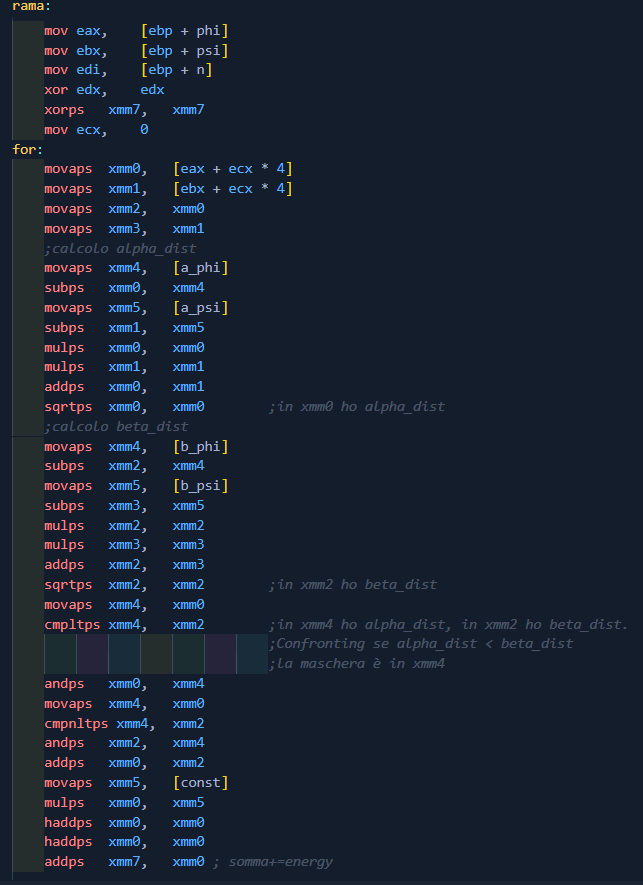 rama:
mov eax, [ebp + phi]
mov ebx, [ebp + psi]
mov edi, [ebp + n]
xor edx, edx
xorps xmm7, xmm7
mov ecx, 0
for:
movaps xmm0, [eax + ecx * 4]
movaps xmm1, [ebx + ecx * 4]
movaps xmm2, xmm0
movaps xmm3, xmm1
;calcolo alpha_dist
movaps xmm4, [a_phi]
subps xmm0, xmm4
movaps xmm5, [a_psi]
subps xmm1, xmm5
mulps xmm0, xmm0
mulps xmm1, xmm1
addps xmm0, xmm1
sqrtps xmm0, xmm0 ;in xmm0 ho alpha_dist
;calcolo beta_dist
movaps xmm4, [b_phi]
subps xmm2, xmm4
movaps xmm5, [b_psi]
subps xmm3, xmm5
mulps xmm2, xmm2
mulps xmm3, xmm3
addps xmm2, xmm3
sqrtps xmm2, xmm2 ;in xmm2 ho beta_dist
movaps xmm4, xmm0
cmpltps xmm4, xmm2 ;in xmm4 ho alpha_dist, in xmm2 ho beta_dist.
;Confronting se alpha_dist < beta_dist
;la maschera è in xmm4
andps xmm0, xmm4
movaps xmm4, xmm0
cmpnltps xmm4, xmm2
andps xmm2, xmm4
addps xmm0, xmm2
movaps xmm5, [const]
mulps xmm0, xmm5
haddps xmm0, xmm0
haddps xmm0, xmm0
addps xmm7, xmm0 ; somma+=energy